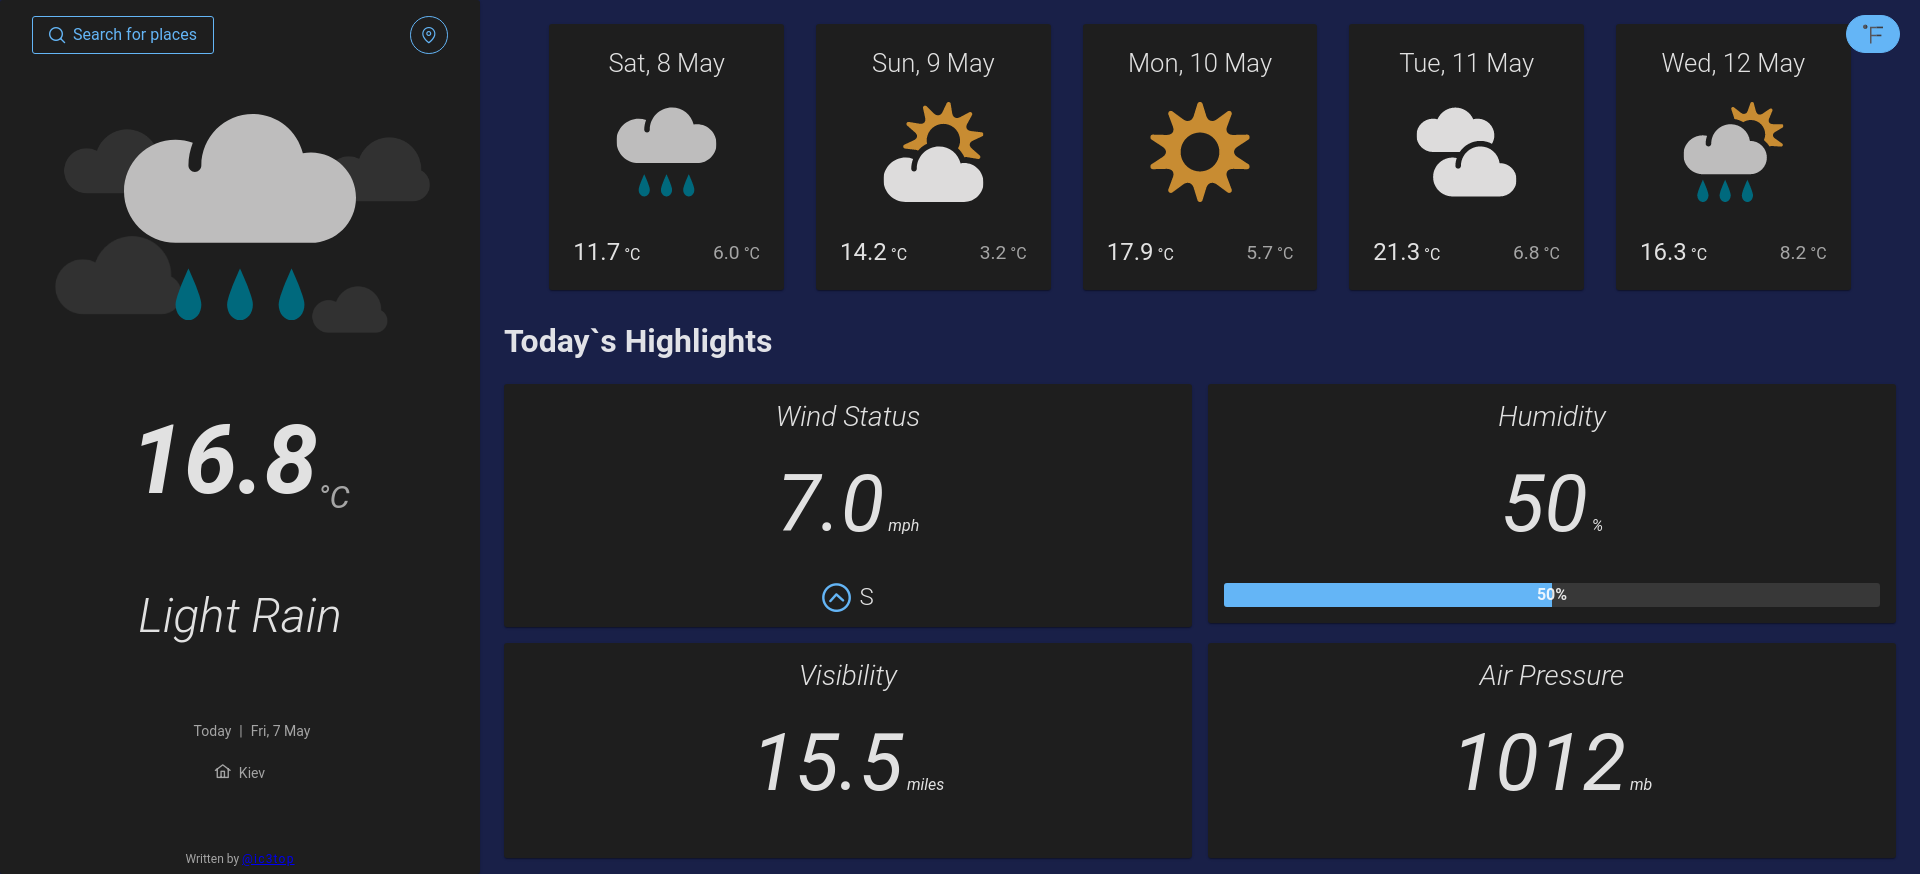 Search for places
16.8 °C
Light Rain
Today | Fri, 7 May
Kiev
Written by
°F
Sat, 8 May
11.7 °C 6.0 °C
Sun, 9 May
14.2 °C 3.2 °C
Mon, 10 May
17.9 °C 5.7 °C
Tue, 11 May
21.3 °C 6.8 °C
Wed, 12 May
16.3 °C 8.2 °C
Today`s Highlights
Wind Status
7.0 mph
S
Humidity
50 %
50%
Visibility
15.5 miles
Air Pressure
1012 mb